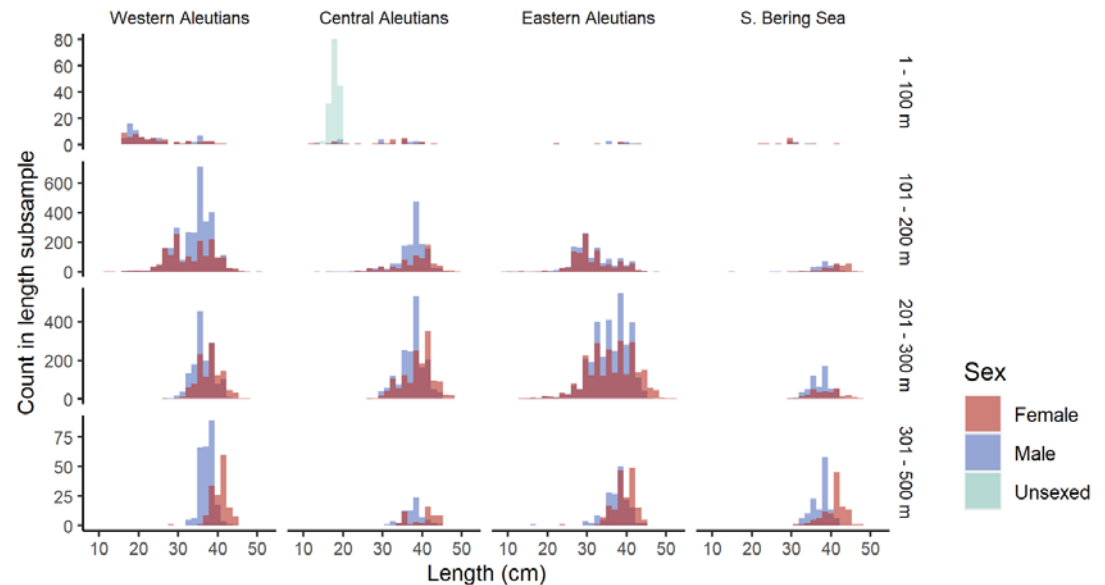 Western Aleutians
Central Aleutians
Eastern Aleutians
S. Bering Sea
80
60
40
20
0
1 - 100 m
600
400
200
0
101 - 200 m
400
200
0
201 - 300 m
75
50
25
0
301 - 500 m
10 20 30 40 50
10 20 30 40 50
10 20 30 40 50
10 20 30 40 50
Length (cm)
Count in length subsample
Sex
Female
Male
Unsexed